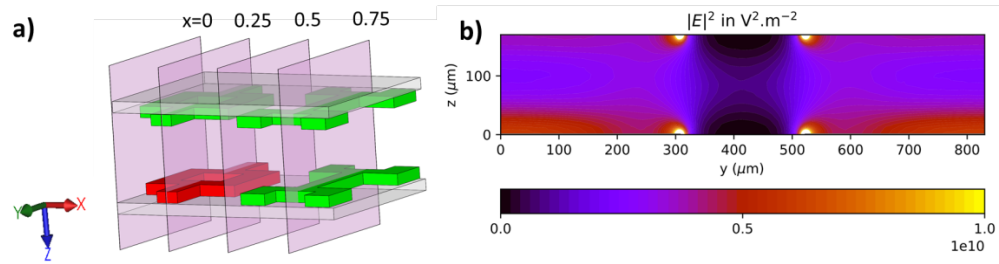 a)
x=0 0.25 0.5 0.75
Y
X
Z
b)
|E|² in V².m⁻²
z (μm)
100
0
0 100 200 300 400 500 600 700 800
y (μm)
0.0 0.5 1.0
1e10